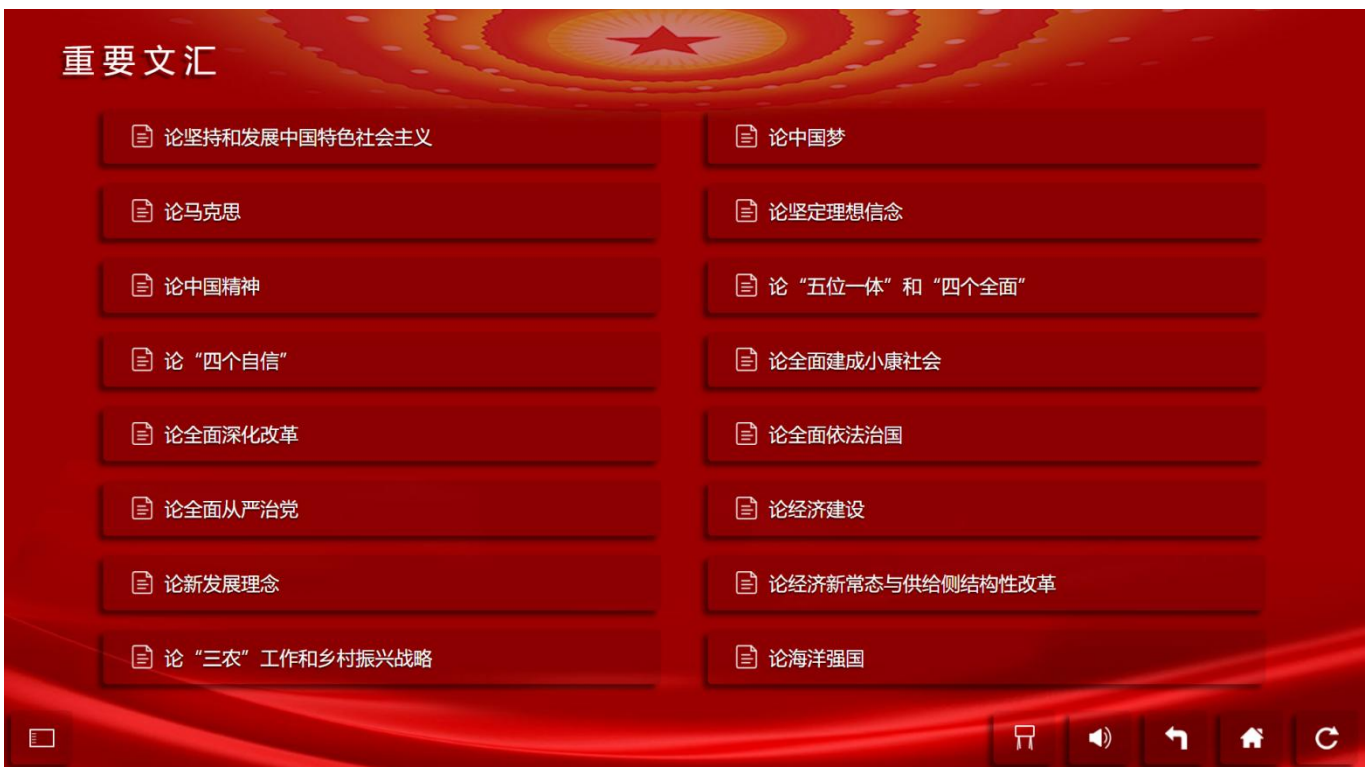 重要文汇
论坚持和发展中国特色社会主义
论中国梦
论马克思
论坚定理想信念
论中国精神
论“五位一体”和“四个全面”
论“四个自信”
论全面建成小康社会
论全面深化改革
论全面依法治国
论全面从严治党
论经济建设
论新发展理念
论经济新常态与供给侧结构性改革
论“三农”工作和乡村振兴战略
论海洋强国